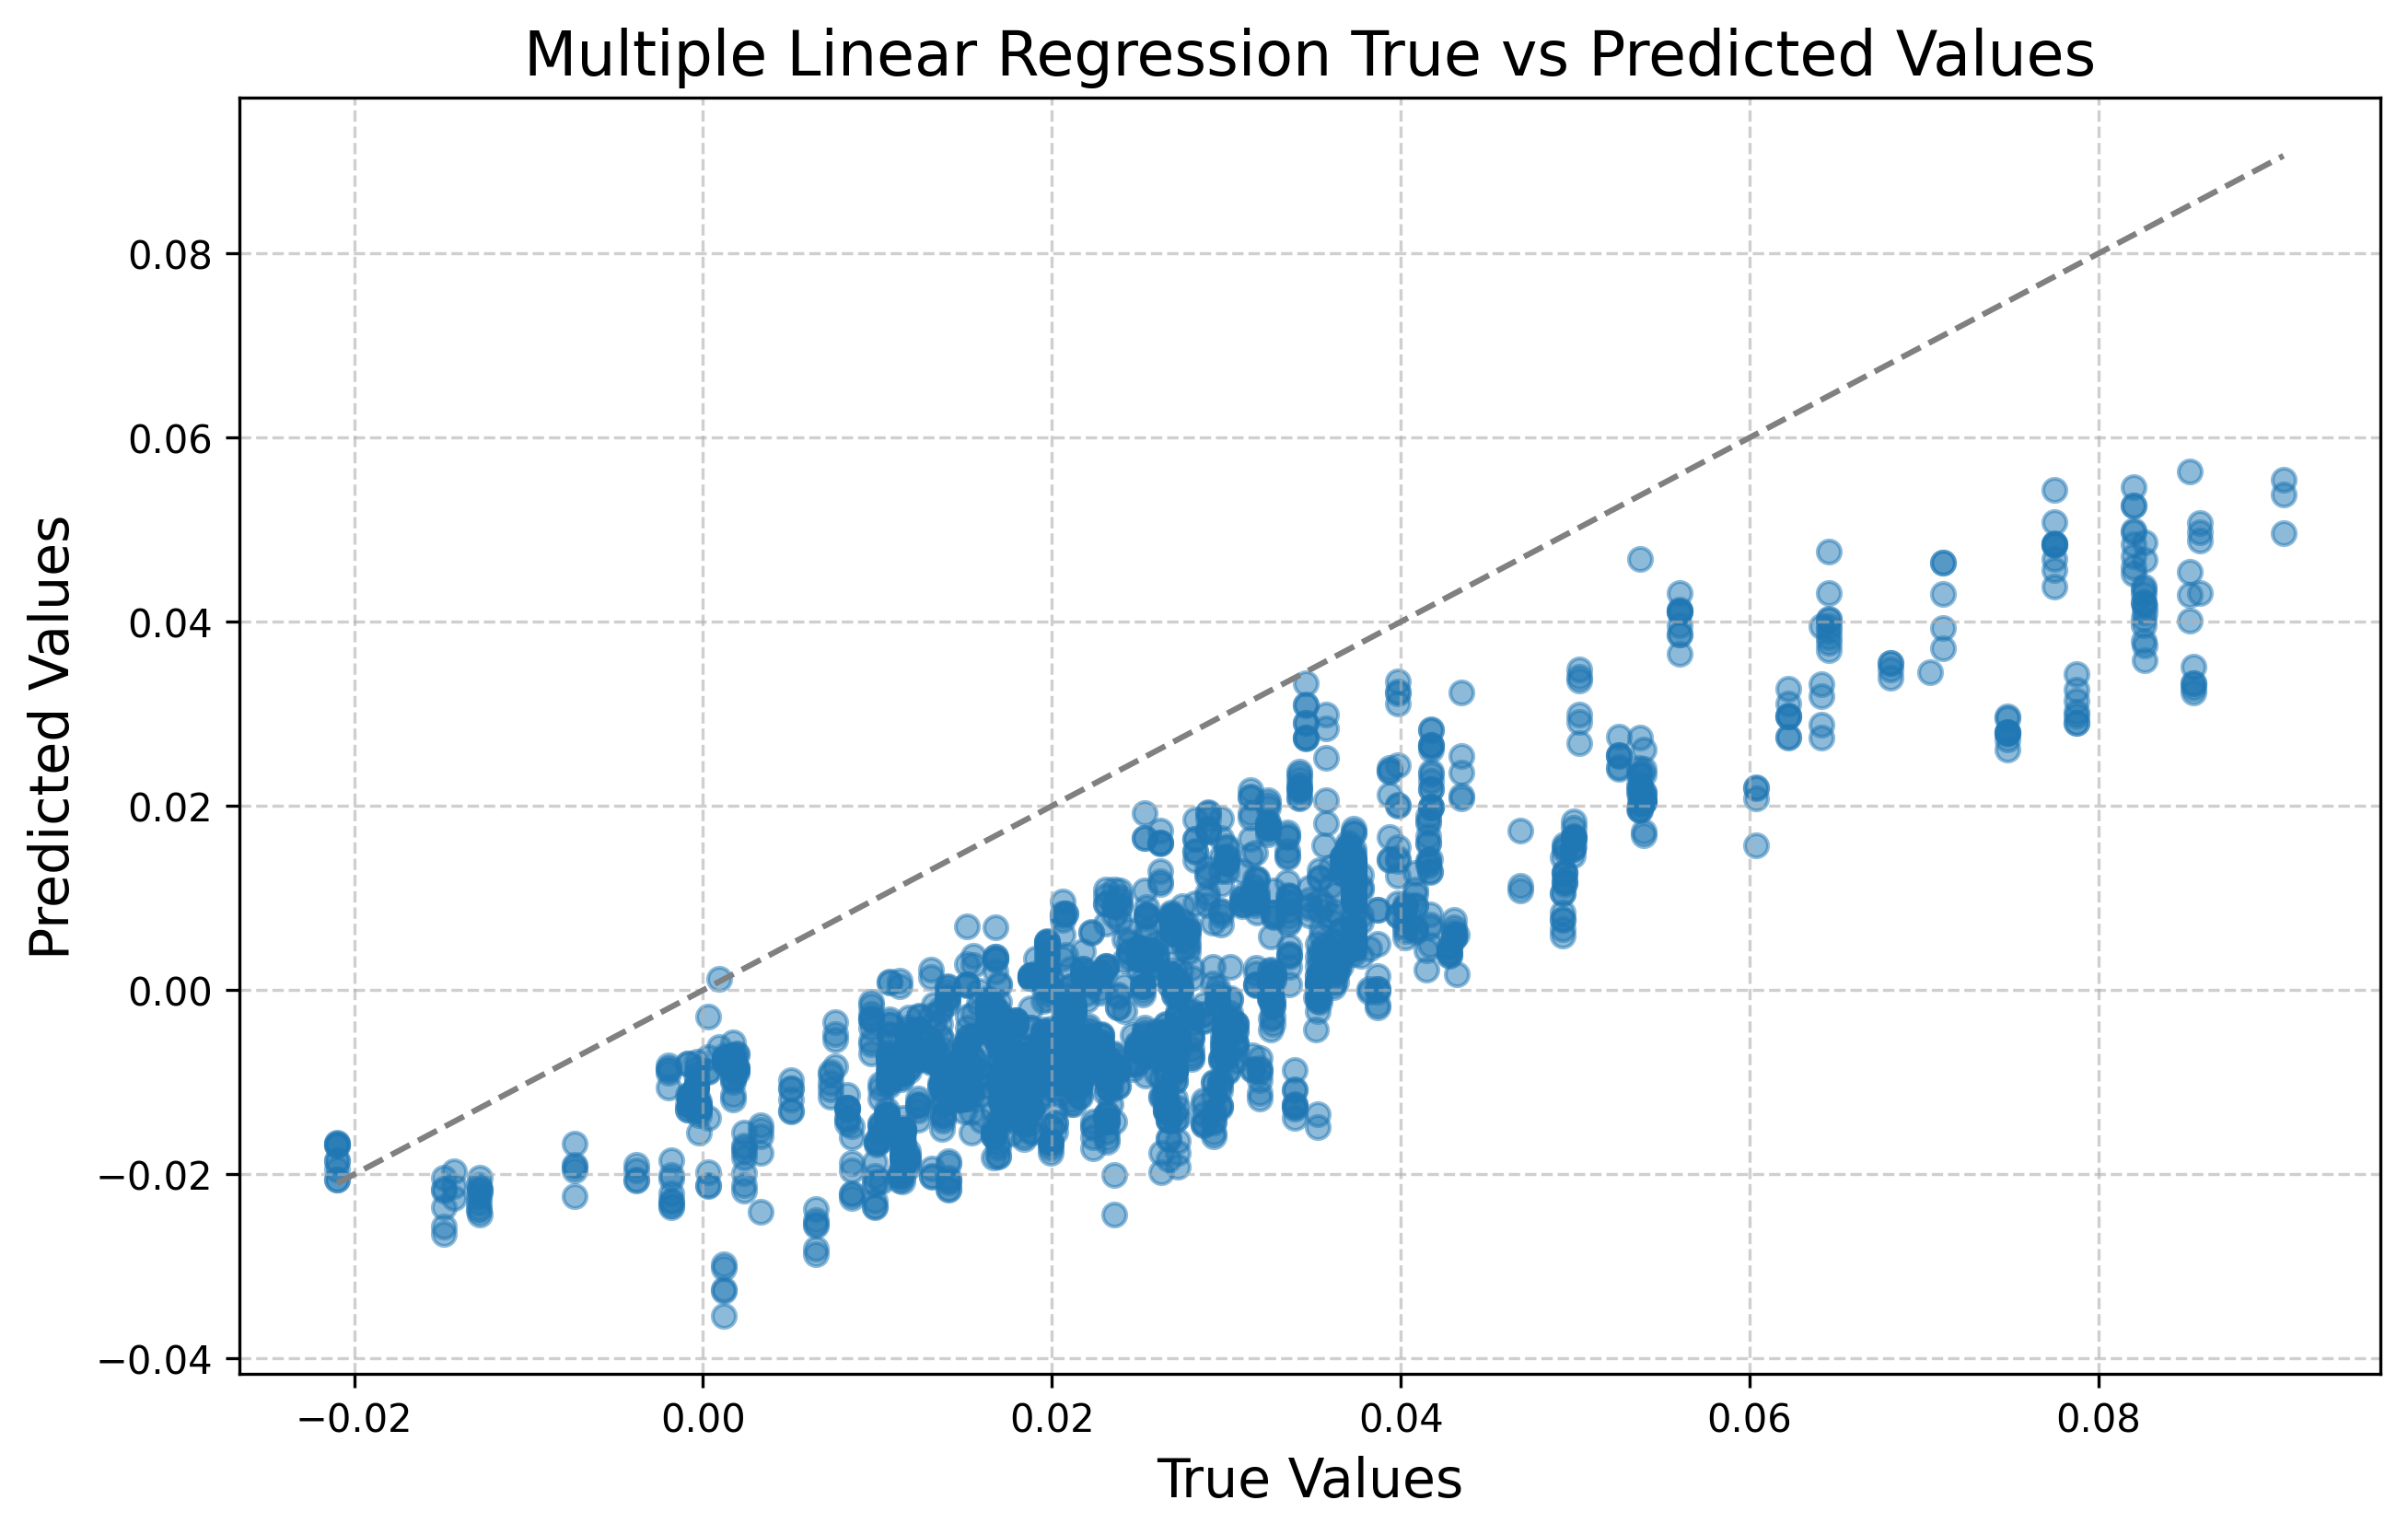 Multiple Linear Regression True vs Predicted Values
Predicted Values
0.08
0.06
0.04
0.02
0.00
−0.02
−0.04
−0.02 0.00 0.02 0.04 0.06 0.08
True Values